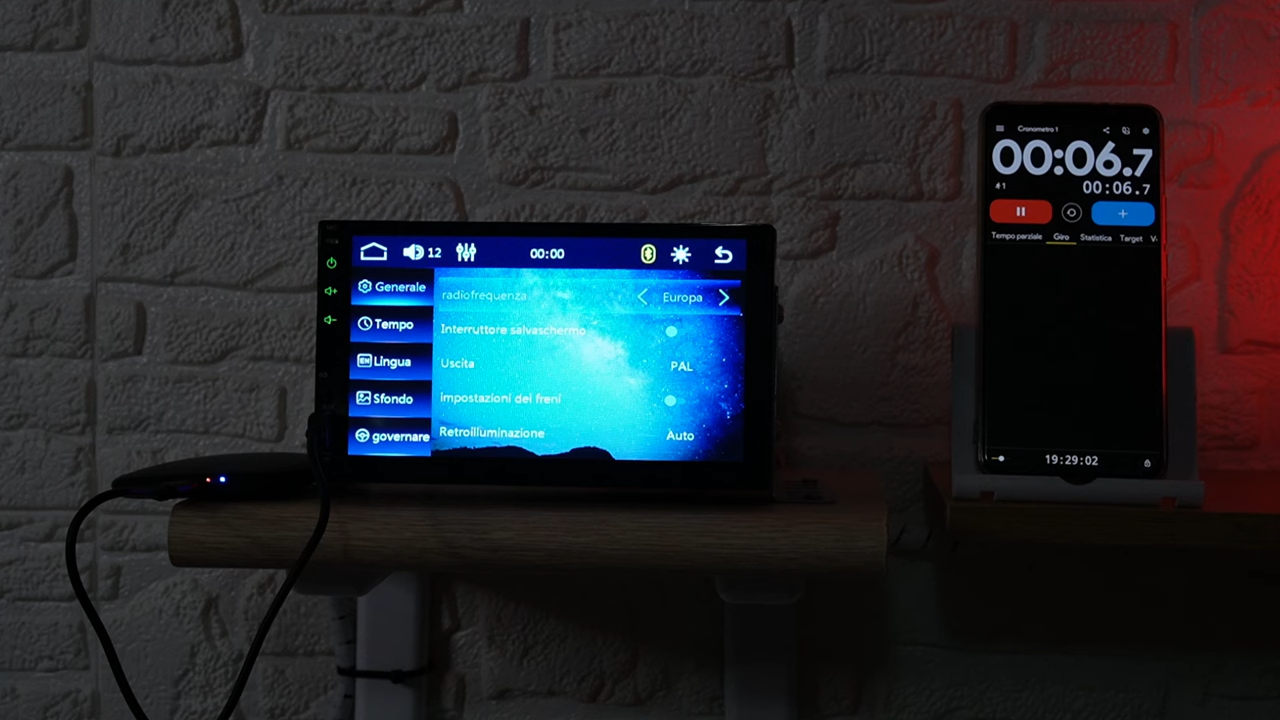 12
00:00
Generale
Tempo
EN Lingua
Sfondo
governare
radiofrequenza
Europa
Interruttore salvaschermo
Uscita
PAL
Impostazioni dei freni
Retroilluminazione
Auto
Cronometro 1
00:06.7
#1
00:06.7
Tempo parziale Giro Statistica Target V
19:29:02